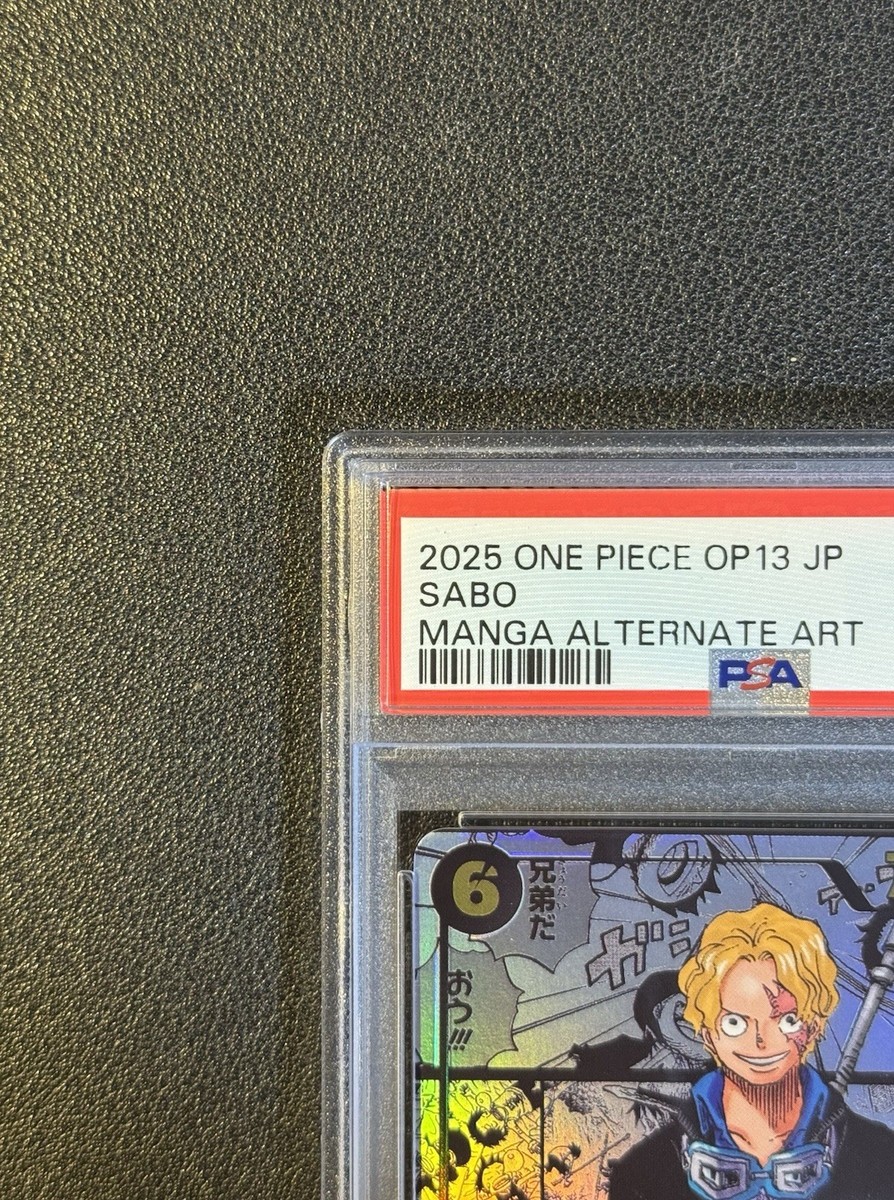 2025 ONE PIECE OP13 JP
SABO
MANGA ALTERNATE ART
PSA
6
兄弟だ
おう!!!